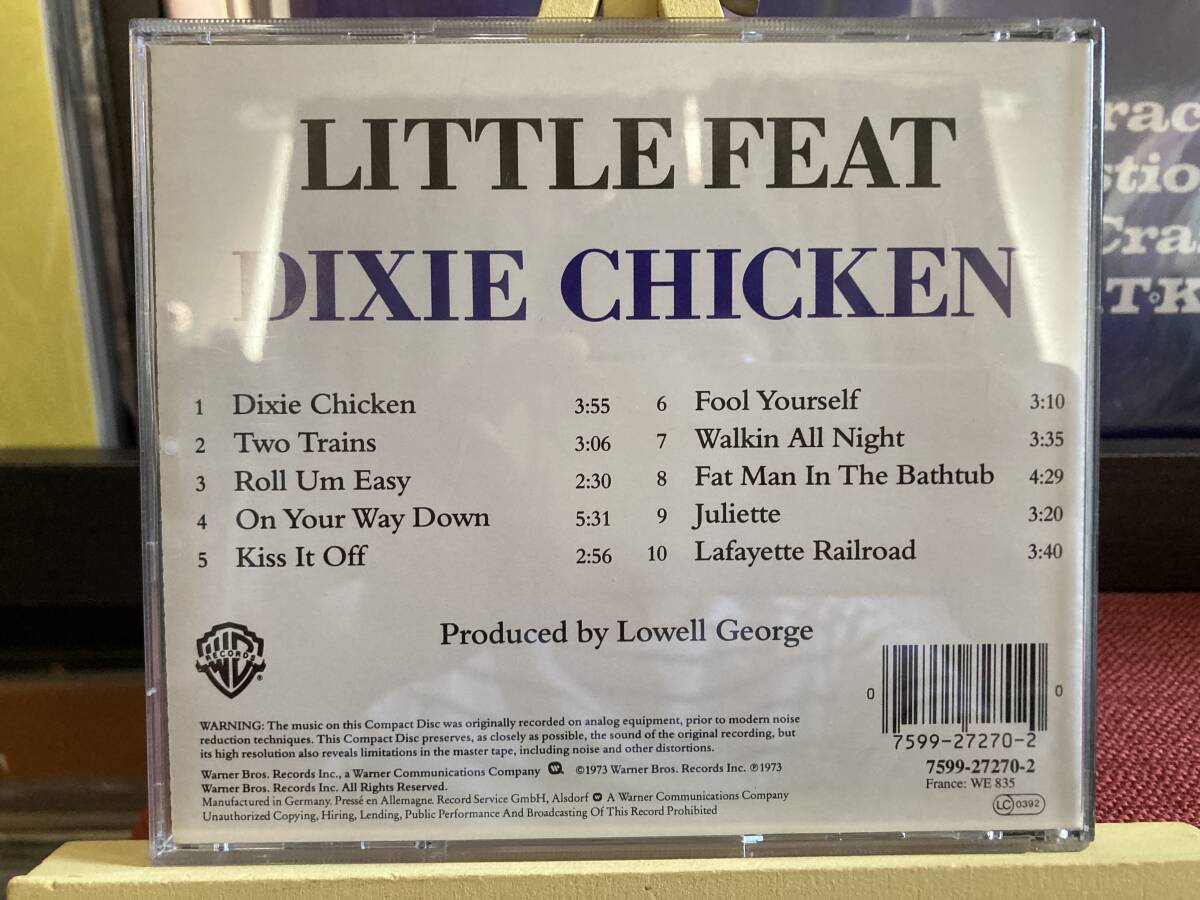 LITTLE FEAT
DIXIE CHICKEN
1 Dixie Chicken 3:55
2 Two Trains 3:06
3 Roll Um Easy 2:30
4 On Your Way Down 5:31
5 Kiss It Off 2:56
6 Fool Yourself 3:10
7 Walkin All Night 3:35
8 Fat Man In The Bathtub 4:29
9 Juliette 3:20
10 Lafayette Railroad 3:40
Produced by Lowell George
WB
RECORDS
WARNING: The music on this Compact Disc was originally recorded on analog equipment, prior to modern noise
reduction techniques. This Compact Disc preserves, as closely as possible, the sound of the original recording, but
its high resolution also reveals limitations in the master tape, including noise and other distortions.
Warner Bros. Records Inc., a Warner Communications Company ©1973 Warner Bros. Records Inc. ℗1973
Warner Bros. Records Inc. All Rights Reserved.
Manufactured in Germany. Pressé en Allemagne. Record Service GmbH, Alsdorf A Warner Communications Company
Unauthorized Copying, Hiring, Lending, Public Performance And Broadcasting Of This Record Prohibited
0 0
7599-27270-2
7599-27270-2
France: WE 835
LC 0392